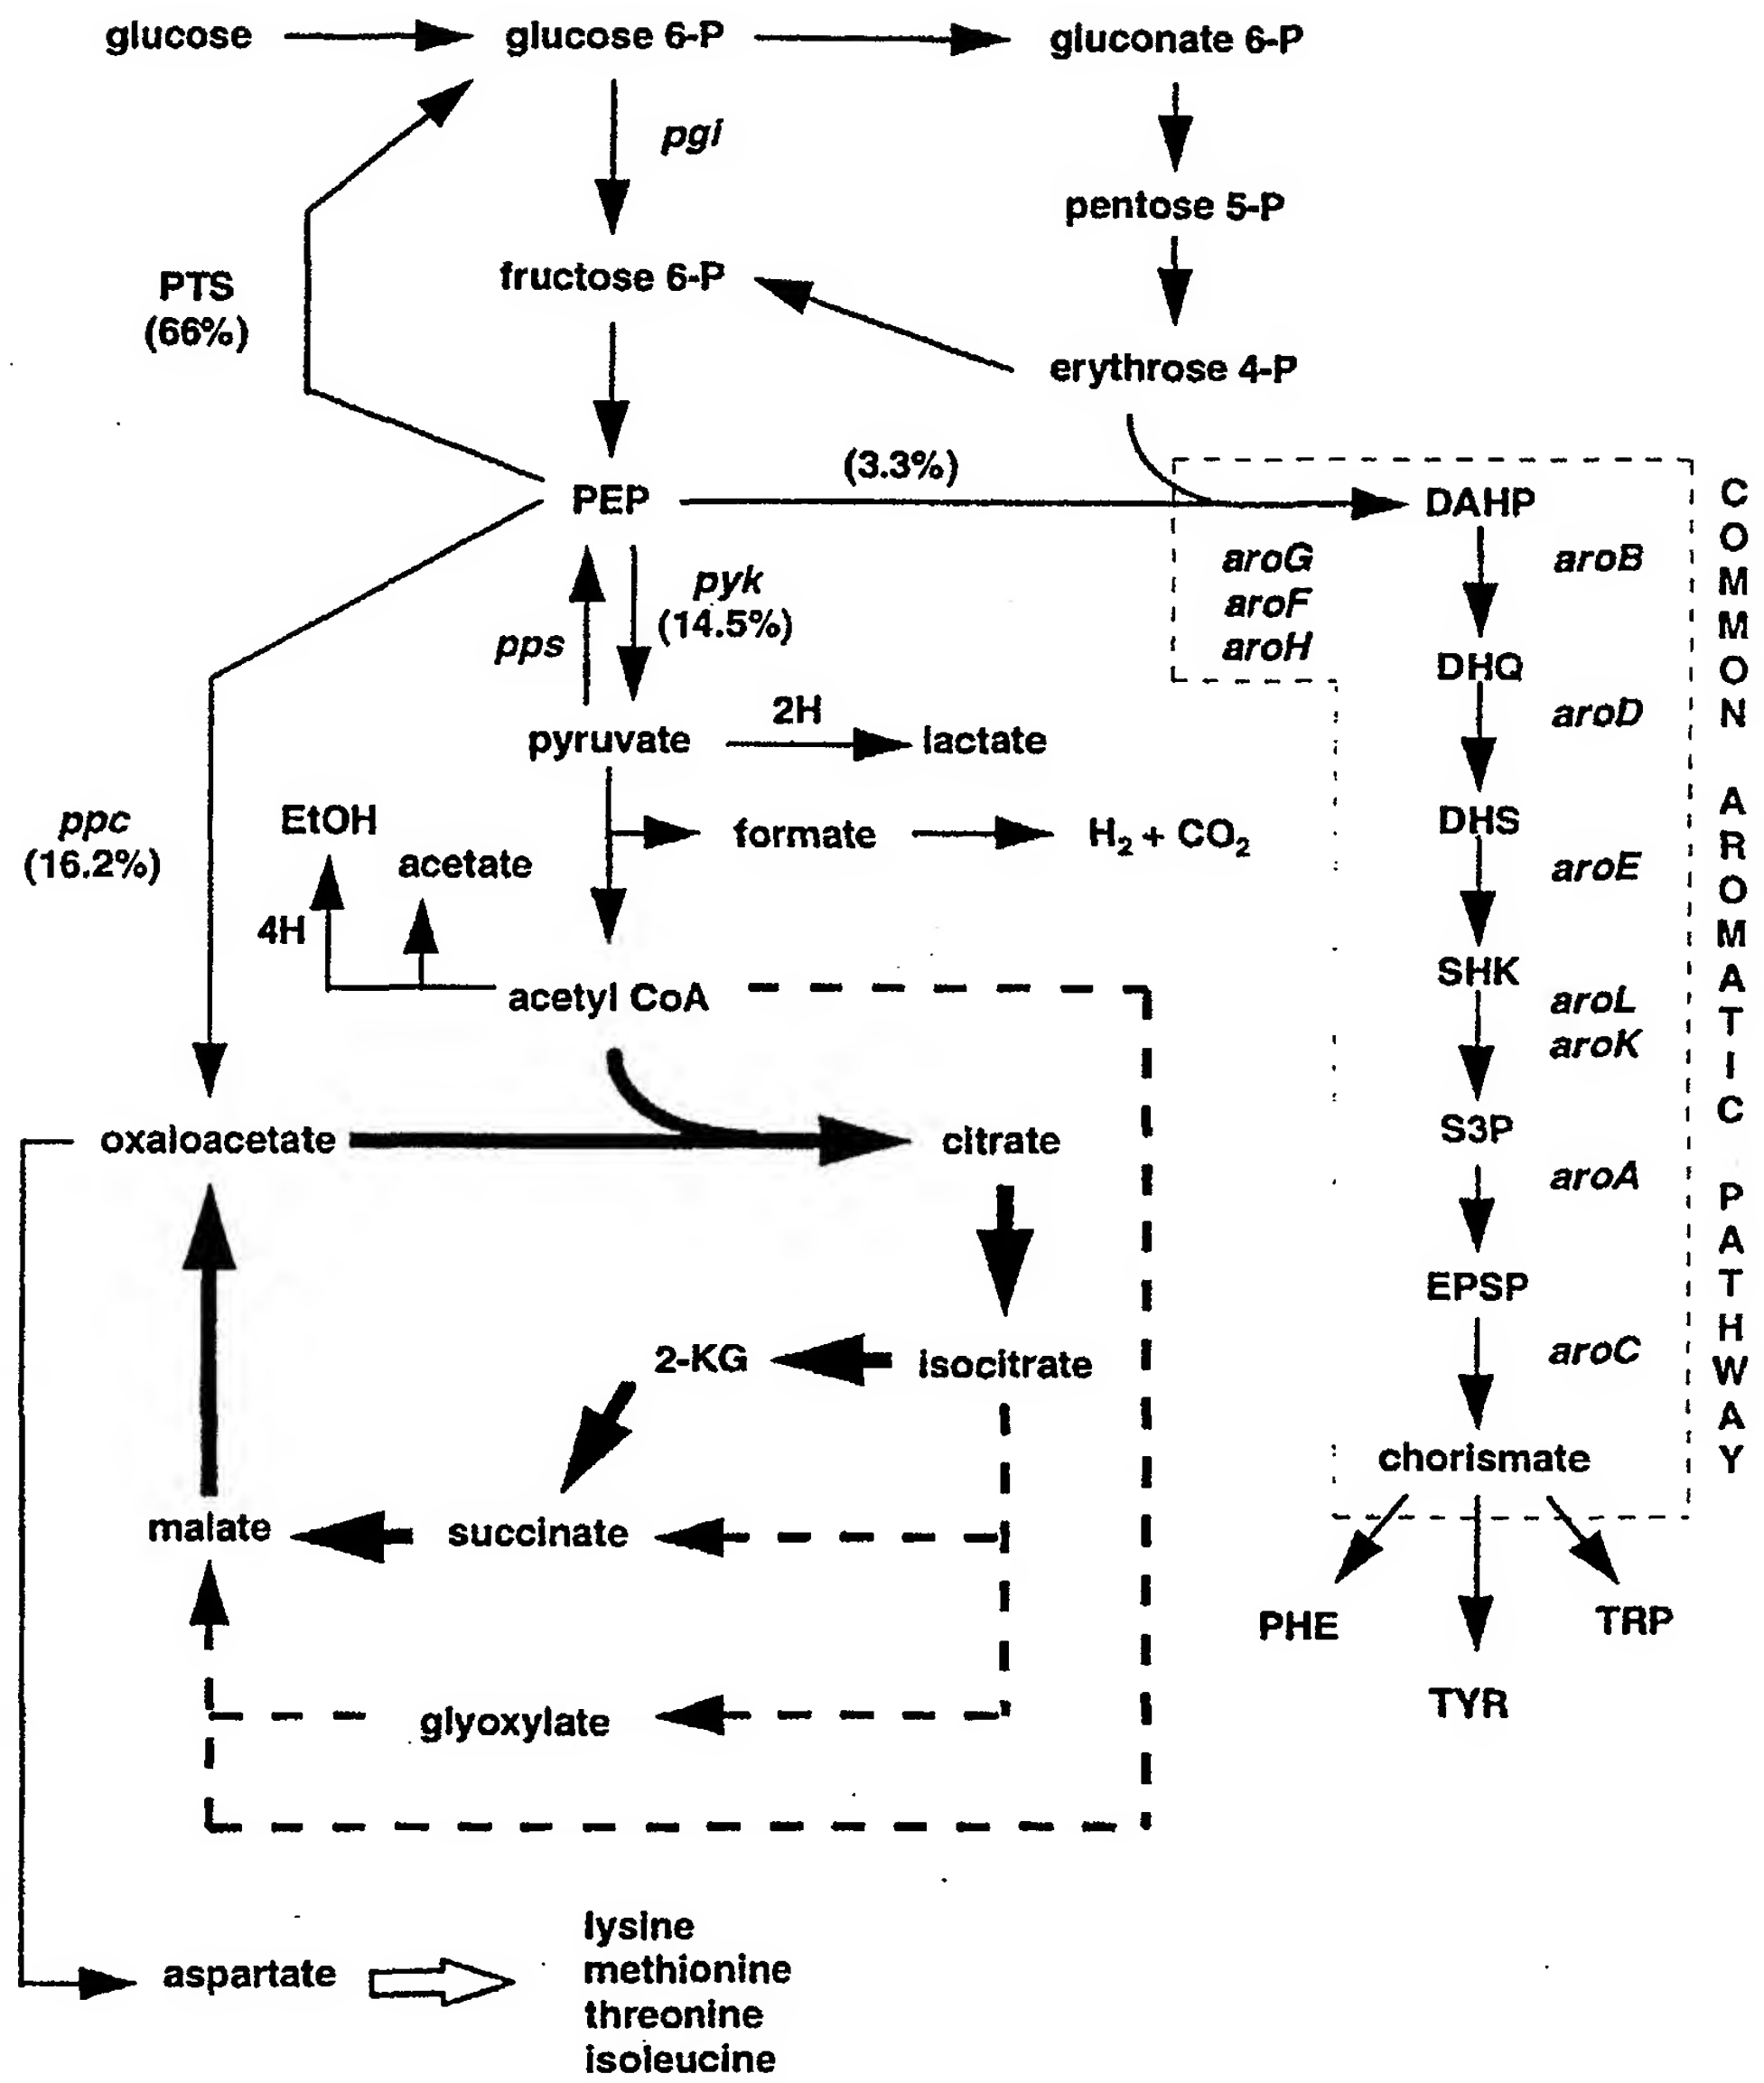 glucose
glucose 6-P
gluconate 6-P
pgi
pentose 5-P
PTS
(66%)
fructose 6-P
erythrose 4-P
(3.3%)
PEP
DAHP
aroG
aroF
aroH
aroB
pyk
(14.5%)
pps
DHQ
aroD
pyruvate
2H
lactate
ppc
(16.2%)
EtOH
acetate
formate
H₂ + CO₂
DHS
aroE
4H
acetyl CoA
SHK
aroL
aroK
oxaloacetate
citrate
S3P
aroA
EPSP
2-KG
isocitrate
aroC
chorismate
malate
succinate
PHE
TRP
TYR
glyoxylate
COMMON AROMATIC PATHWAY
aspartate
lysine
methionine
threonine
isoleucine